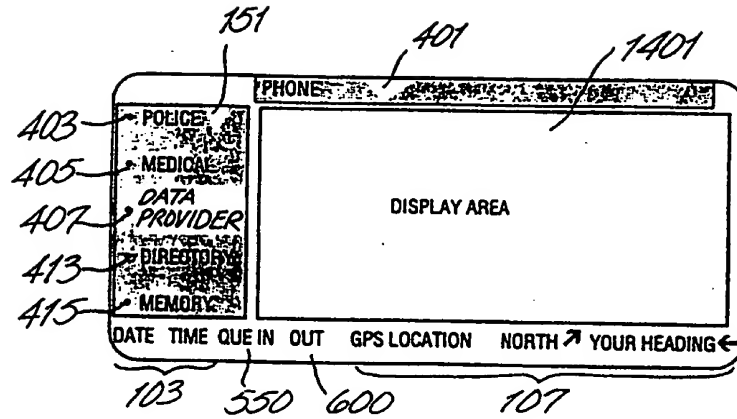 151 401 1401
PHONE
403 POLICE
405 MEDICAL
407 DATA PROVIDER
DISPLAY AREA
413 DIRECTORY
415 MEMORY
DATE TIME QUE IN OUT GPS LOCATION NORTH ↗ YOUR HEADING ←
103 550 600 107